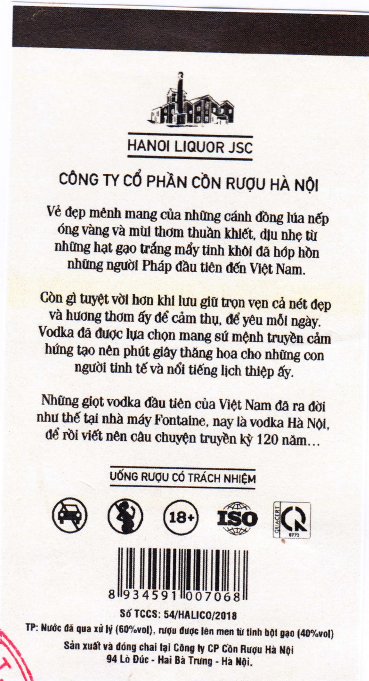 HANOI LIQUOR JSC
CÔNG TY CỔ PHẦN CỒN RƯỢU HÀ NỘI
Vẻ đẹp mênh mang của những cánh đồng lúa nếp
óng vàng và mùi thơm thuần khiết, dịu nhẹ từ
những hạt gạo trắng mẩy tinh khôi đã hớp hồn
những người Pháp đầu tiên đến Việt Nam.
Còn gì tuyệt vời hơn khi lưu giữ trọn vẹn cả nét đẹp
và hương thơm ấy để cảm thụ, để yêu mỗi ngày.
Vodka đã được lựa chọn mang sứ mệnh truyền cảm
hứng tạo nên phút giây thăng hoa cho những con
người tinh tế và nổi tiếng lịch thiệp ấy.
Những giọt vodka đầu tiên của Việt Nam đã ra đời
như thế tại nhà máy Fontaine, nay là vodka Hà Nội,
để rồi viết nên câu chuyện truyền kỳ 120 năm...
UỐNG RƯỢU CÓ TRÁCH NHIỆM
18+
ISO
QUACERT
0773
8 934591 007068
Số TCCS: 54/HALICO/2018
TP: Nước đã qua xử lý (60%vol), rượu được lên men từ tinh bột gạo (40%vol)
Sản xuất và đóng chai tại Công ty CP Cồn Rượu Hà Nội
94 Lò Đúc - Hai Bà Trưng - Hà Nội.